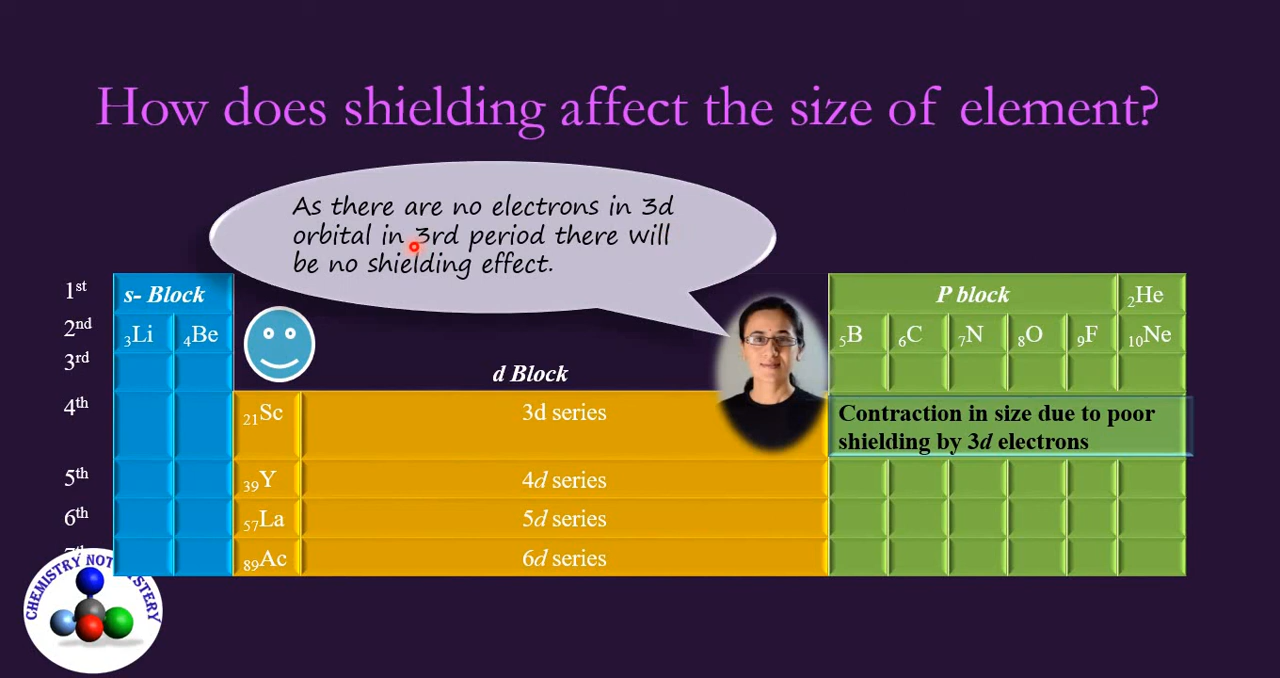 How does shielding affect the size of element?
As there are no electrons in 3d
orbital in 3rd period there will
be no shielding effect.
1st s- Block P block 2He
2nd 3Li 4Be 5B 6C 7N 8O 9F 10Ne
3rd d Block
4th 21Sc 3d series Contraction in size due to poor
shielding by 3d electrons
5th 39Y 4d series
6th 57La 5d series
89Ac 6d series
CHEMISTRY NOT MYSTERY